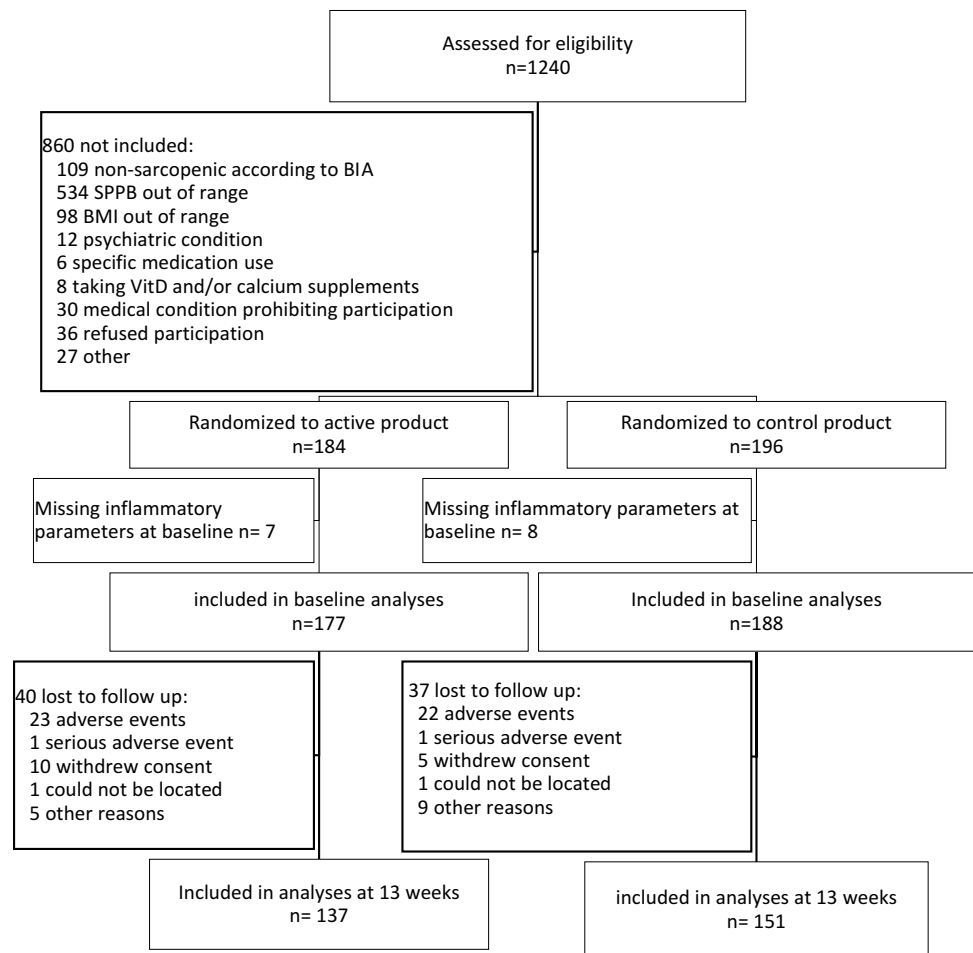 Assessed for eligibility
n=1240
860 not included:
109 non-sarcopenic according to BIA
534 SPPB out of range
98 BMI out of range
12 psychiatric condition
6 specific medication use
8 taking VitD and/or calcium supplements
30 medical condition prohibiting participation
36 refused participation
27 other
Randomized to active product
n=184
Randomized to control product
n=196
Missing inflammatory
parameters at baseline n= 7
Missing inflammatory parameters at
baseline n= 8
included in baseline analyses
n=177
Included in baseline analyses
n=188
40 lost to follow up:
23 adverse events
1 serious adverse event
10 withdrew consent
1 could not be located
5 other reasons
37 lost to follow up:
22 adverse events
1 serious adverse event
5 withdrew consent
1 could not be located
9 other reasons
Included in analyses at 13 weeks
n= 137
included in analyses at 13 weeks
n= 151